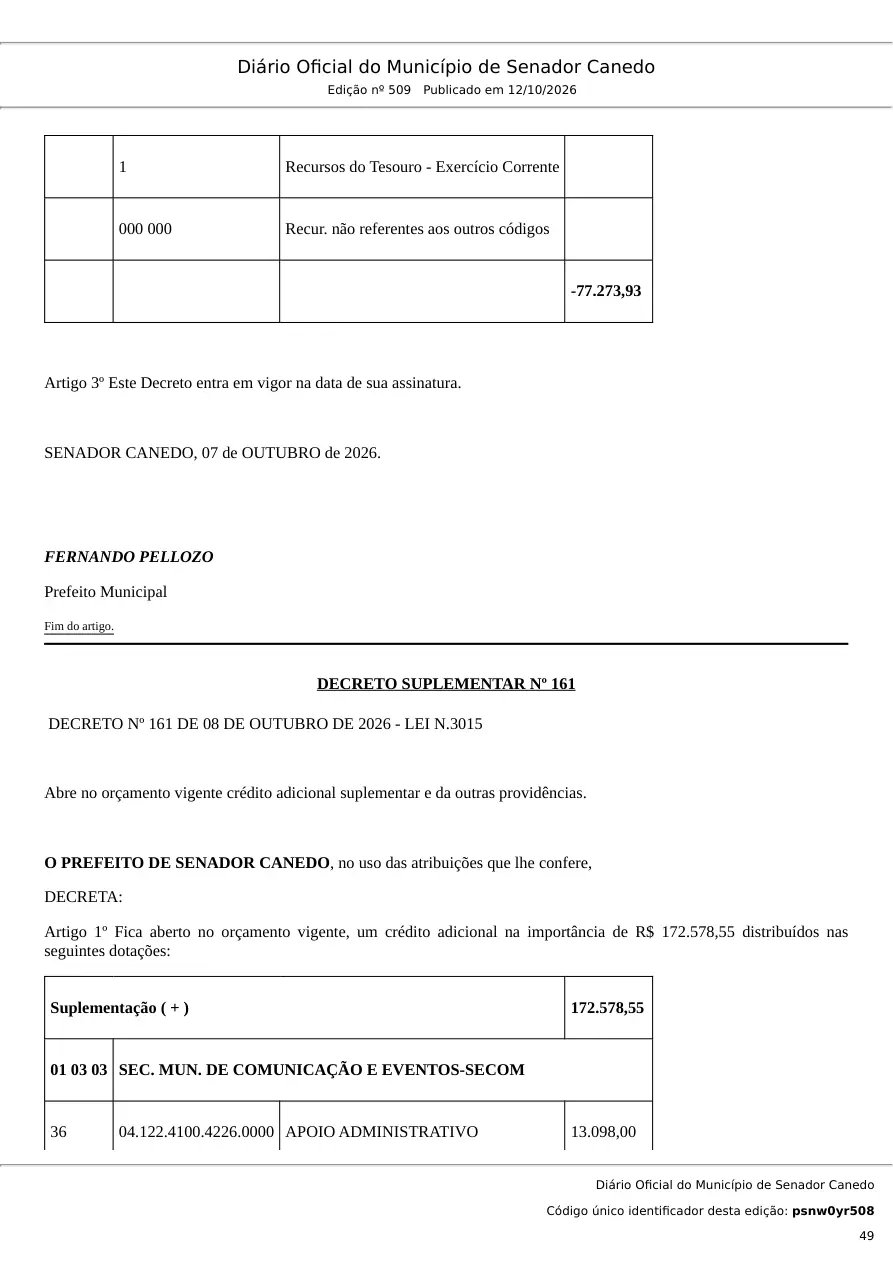 Diário Oficial do Município de Senador Canedo
Edição nº 509 Publicado em 12/10/2026
1 Recursos do Tesouro - Exercício Corrente
000 000 Recur. não referentes aos outros códigos
-77.273,93
Artigo 3º Este Decreto entra em vigor na data de sua assinatura.
SENADOR CANEDO, 07 de OUTUBRO de 2026.
FERNANDO PELLOZO
Prefeito Municipal
Fim do artigo.
DECRETO SUPLEMENTAR Nº 161
DECRETO Nº 161 DE 08 DE OUTUBRO DE 2026 - LEI N.3015
Abre no orçamento vigente crédito adicional suplementar e da outras providências.
O PREFEITO DE SENADOR CANEDO, no uso das atribuições que lhe confere,
DECRETA:
Artigo 1º Fica aberto no orçamento vigente, um crédito adicional na importância de R$ 172.578,55 distribuídos nas
seguintes dotações:
Suplementação ( + ) 172.578,55
01 03 03 SEC. MUN. DE COMUNICAÇÃO E EVENTOS-SECOM
36 04.122.4100.4226.0000 APOIO ADMINISTRATIVO 13.098,00
Diário Oficial do Município de Senador Canedo
Código único identificador desta edição: psnw0yr508
49